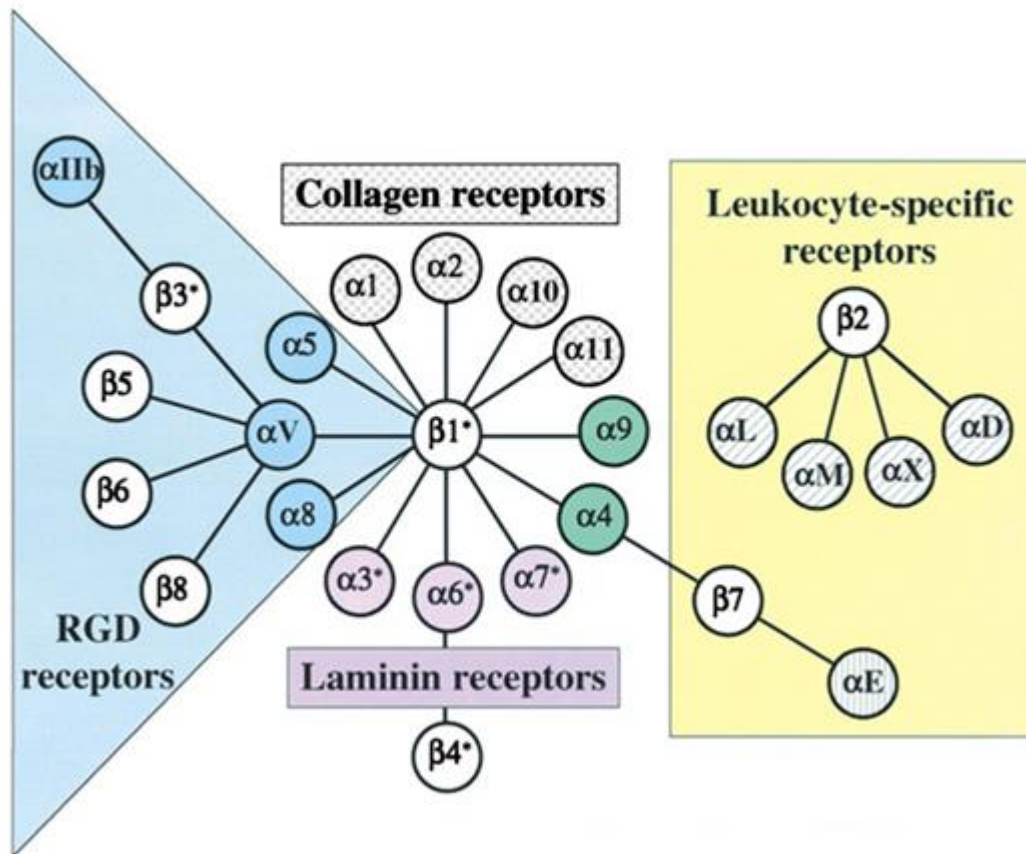 αIIb
β3*
β5
β6
β8
αV
α5
α8
RGD
receptors
Collagen receptors
α1
α2
α10
α11
β1*
α9
α4
α3*
α6*
α7*
Laminin receptors
β4*
Leukocyte-specific
receptors
β2
αL
αM
αX
αD
β7
αE